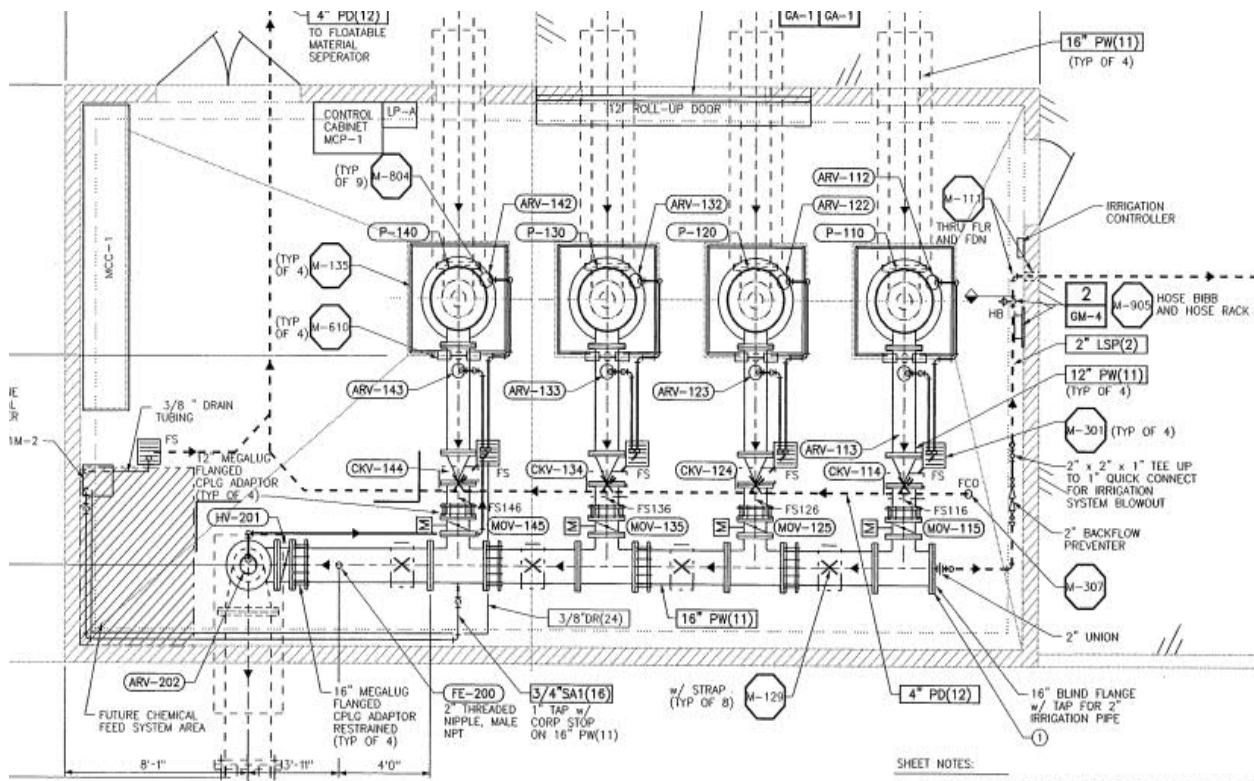 4" PD(12)
TO FLOATABLE
MATERIAL
SEPERATOR
GA-1 GA-1
16" PW(11)
(TYP OF 4)
CONTROL
CABINET
MCP-1
LP-A
12' ROLL-UP DOOR
(TYP
OF 9)
M-804
ARV-142
ARV-132
ARV-112
ARV-122
M-111
THRU FLR
AND FDN
IRRIGATION
CONTROLLER
MCC-1
P-140
P-130
P-120
P-110
(TYP
OF 4)
M-135
(TYP
OF 4)
M-610
HB
2
GM-4
M-905
HOSE BIBB
AND HOSE RACK
2" LSP(2)
ARV-143
ARV-133
ARV-123
12" PW(11)
(TYP OF 4)
3/8 " DRAIN
TUBING
FS
M-2
ARV-113
M-301
(TYP OF 4)
12" MEGALUG
FLANGED
CPLG ADAPTOR
(TYP OF 4)
CKV-144
FS
CKV-134
FS
CKV-124
FS
CKV-114
FS
FCO
2" x 2" x 1" TEE UP
TO 1" QUICK CONNECT
FOR IRRIGATION
SYSTEM BLOWOUT
HV-201
FS146
FS136
FS126
FS116
M
MOV-145
M
MOV-135
M
MOV-125
M
MOV-115
2" BACKFLOW
PREVENTER
M-307
3/8"DR(24)
16" PW(11)
2" UNION
ARV-202
FUTURE CHEMICAL
FEED SYSTEM AREA
16" MEGALUG
FLANGED
CPLG ADAPTOR
RESTRAINED
(TYP OF 4)
FE-200
2" THREADED
NIPPLE, MALE
NPT
3/4"SA1(16)
1" TAP w/
CORP STOP
ON 16" PW(11)
w/ STRAP
(TYP OF 8)
M-129
4" PD(12)
16" BLIND FLANGE
w/ TAP FOR 2"
IRRIGATION PIPE
1
8'-1"
3'-11"
4'0"
SHEET NOTES: